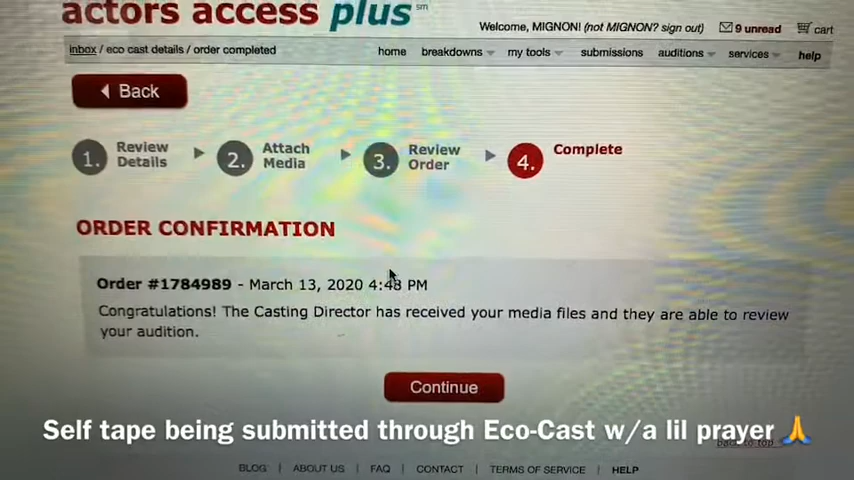 actors access plus sm
Welcome, MIGNON! (not MIGNON? sign out) 9 unread cart
inbox / eco cast details / order completed
home breakdowns my tools submissions auditions services help
Back
1. Review Details
2. Attach Media
3. Review Order
4. Complete
ORDER CONFIRMATION
Order #1784989 - March 13, 2020 4:48 PM
Congratulations! The Casting Director has received your media files and they are able to review
your audition.
Continue
Self tape being submitted through Eco-Cast w/a lil prayer 🙏
back to top
BLOG | ABOUT US | FAQ | CONTACT | TERMS OF SERVICE | HELP